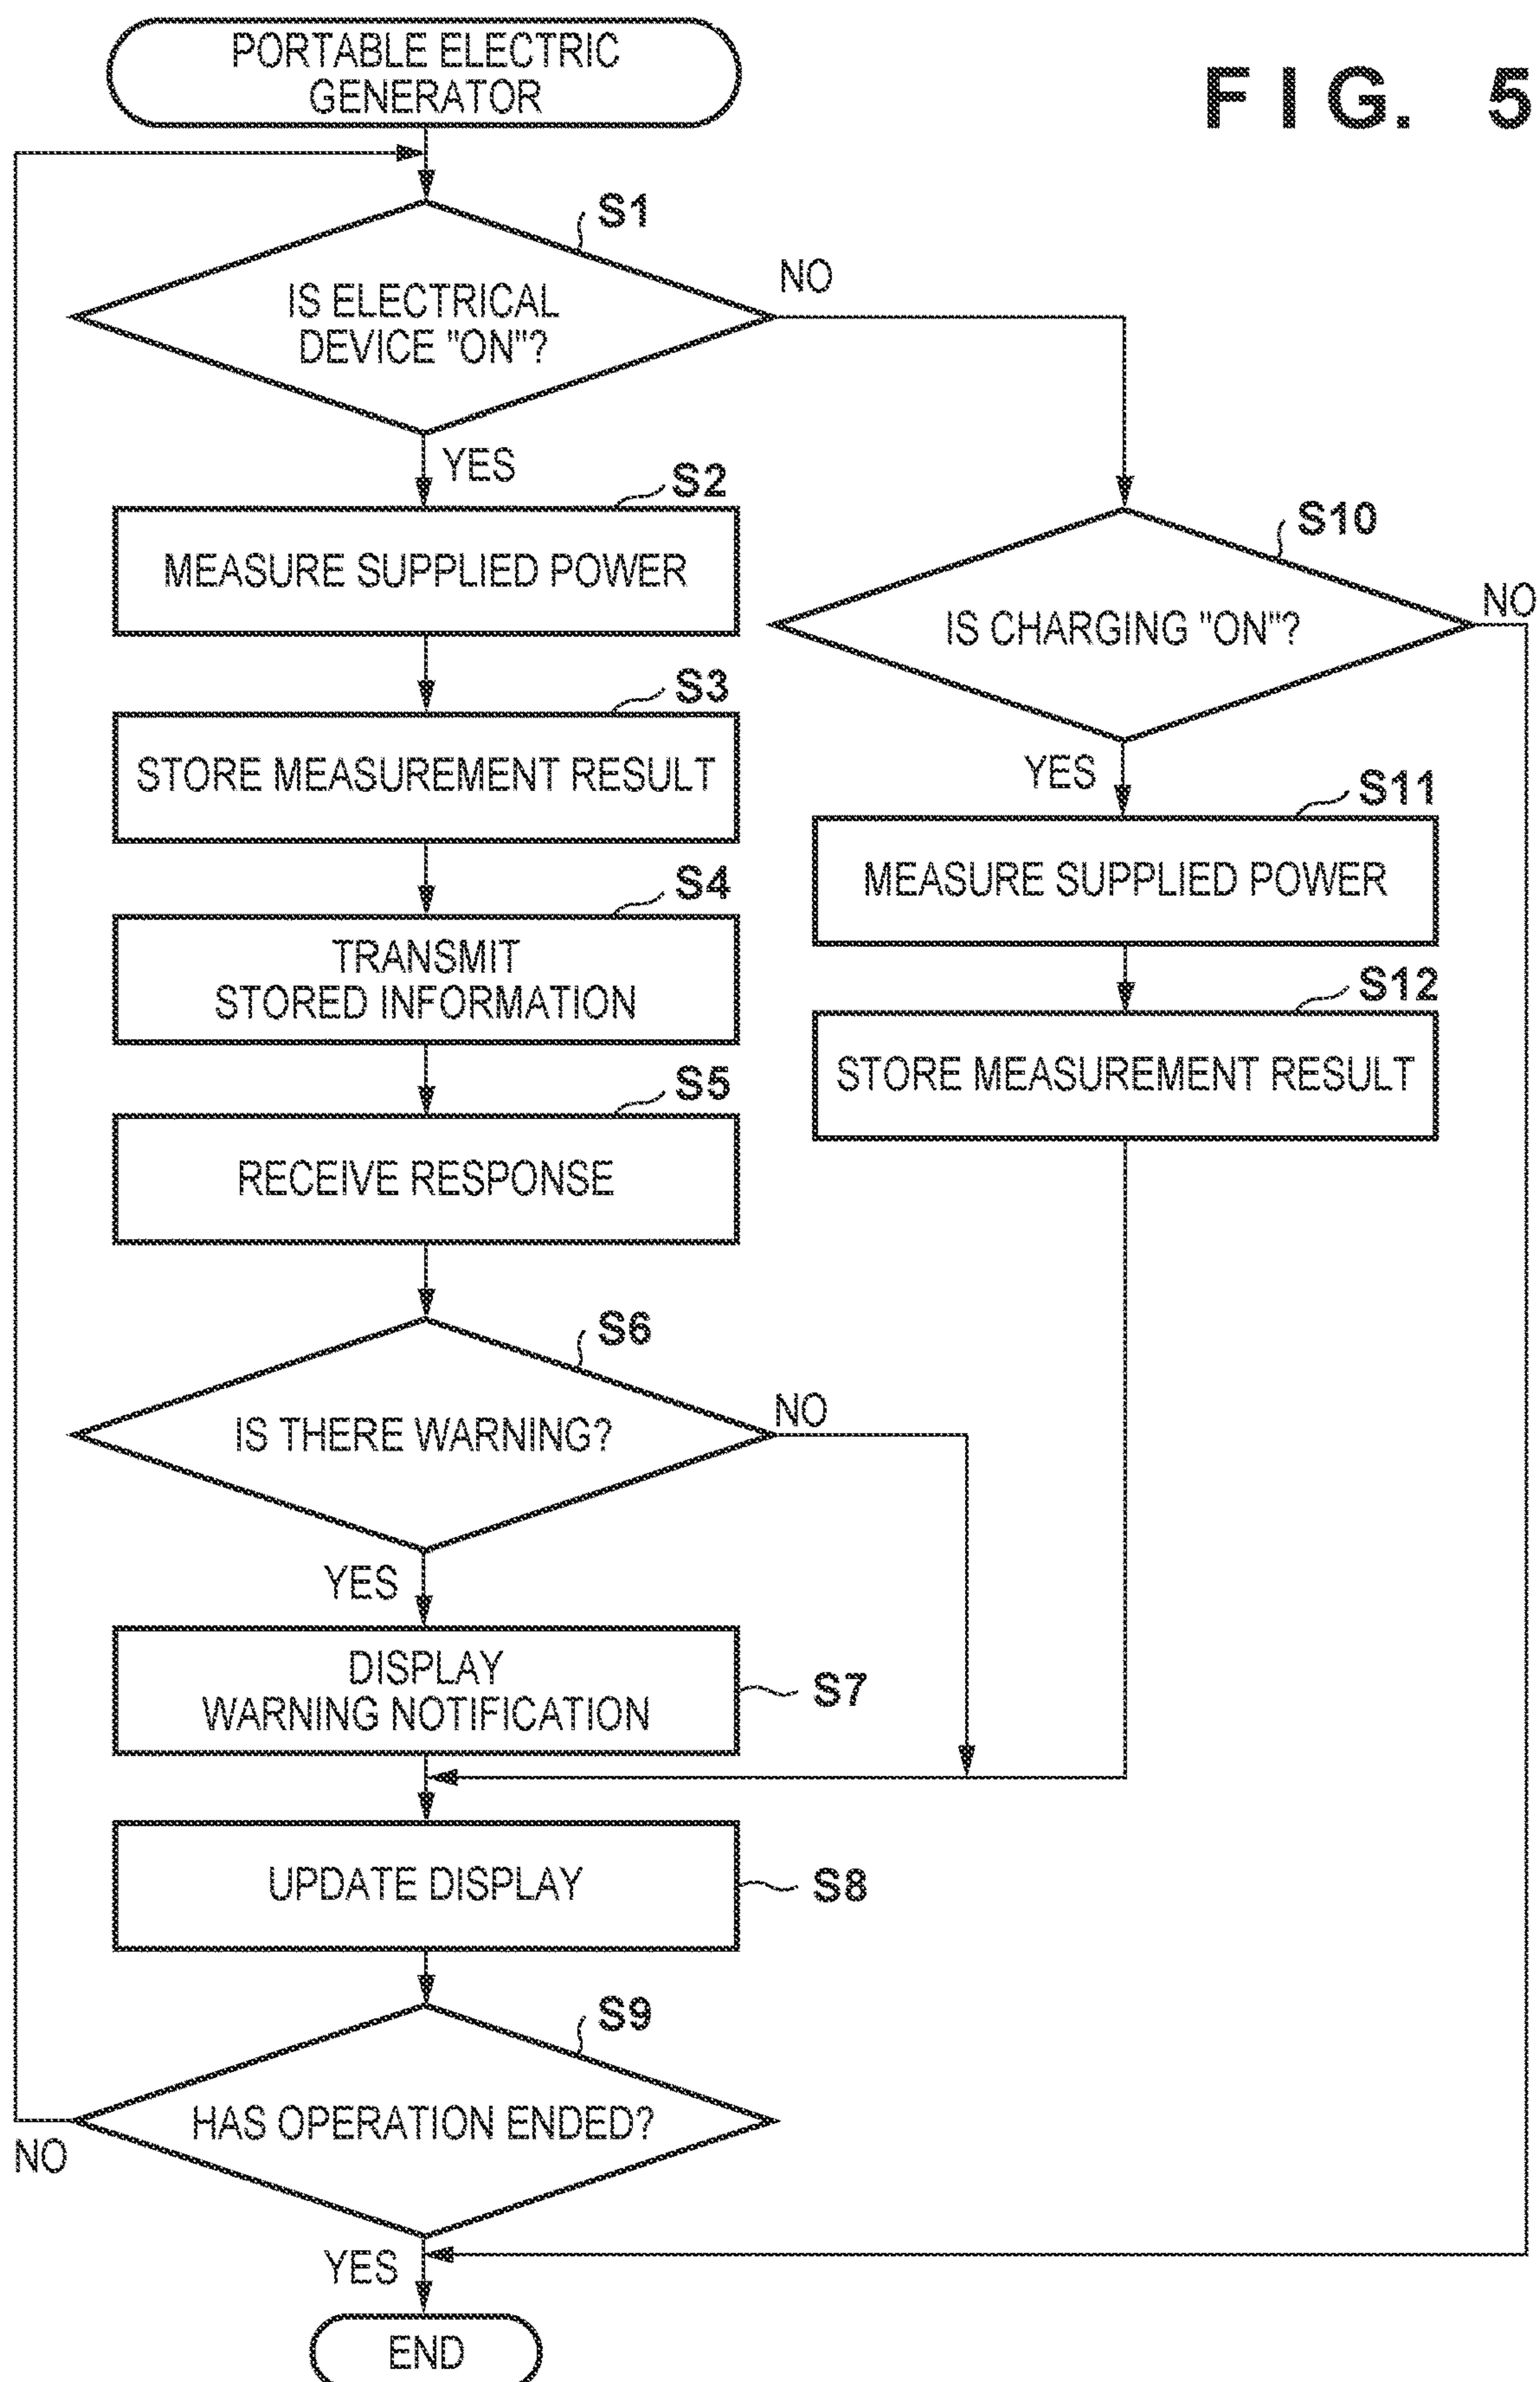 FIG. 5
PORTABLE ELECTRIC
GENERATOR
S1
IS ELECTRICAL
DEVICE "ON"?
NO
YES
S2
MEASURE SUPPLIED POWER
S3
STORE MEASUREMENT RESULT
S4
TRANSMIT
STORED INFORMATION
S5
RECEIVE RESPONSE
S6
IS THERE WARNING?
NO
YES
DISPLAY
WARNING NOTIFICATION
S7
UPDATE DISPLAY
S8
S9
HAS OPERATION ENDED?
NO
YES
END
S10
IS CHARGING "ON"?
NO
YES
S11
MEASURE SUPPLIED POWER
S12
STORE MEASUREMENT RESULT